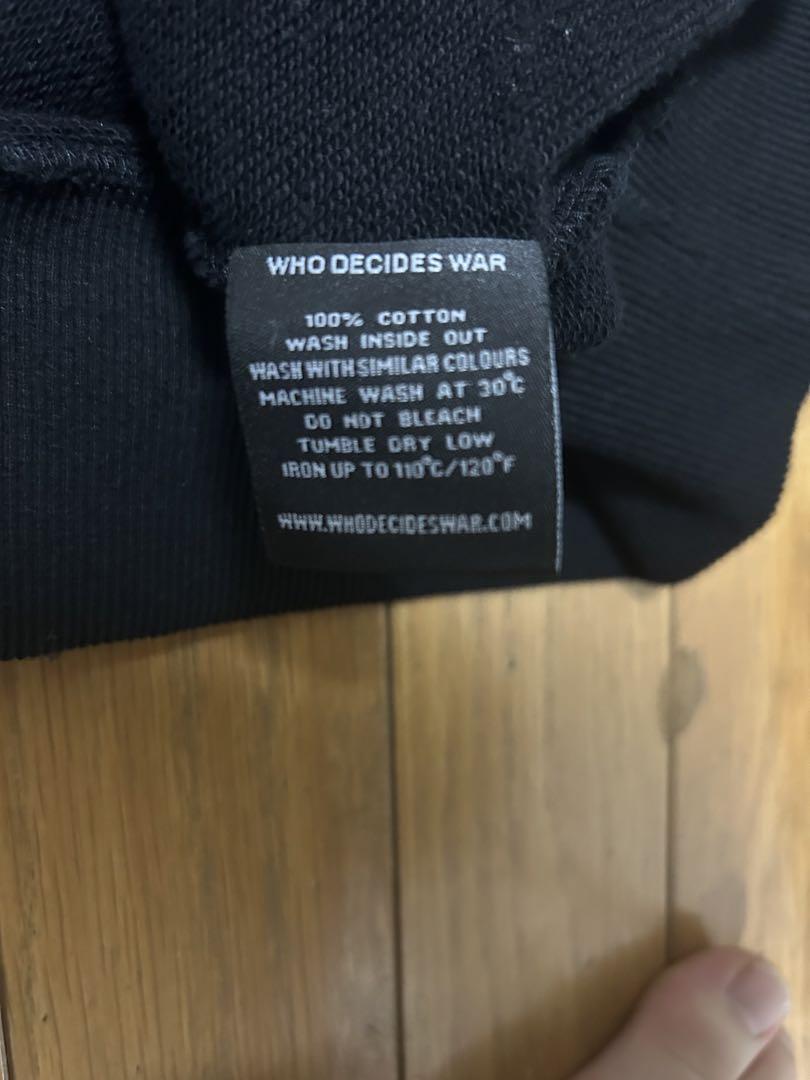 WHO DECIDES WAR
100% COTTON
WASH INSIDE OUT
WASH WITH SIMILAR COLOURS
MACHINE WASH AT 30°C
DO NOT BLEACH
TUMBLE DRY LOW
IRON UP TO 110°C/120°F
WWW.WHODECIDESWAR.COM